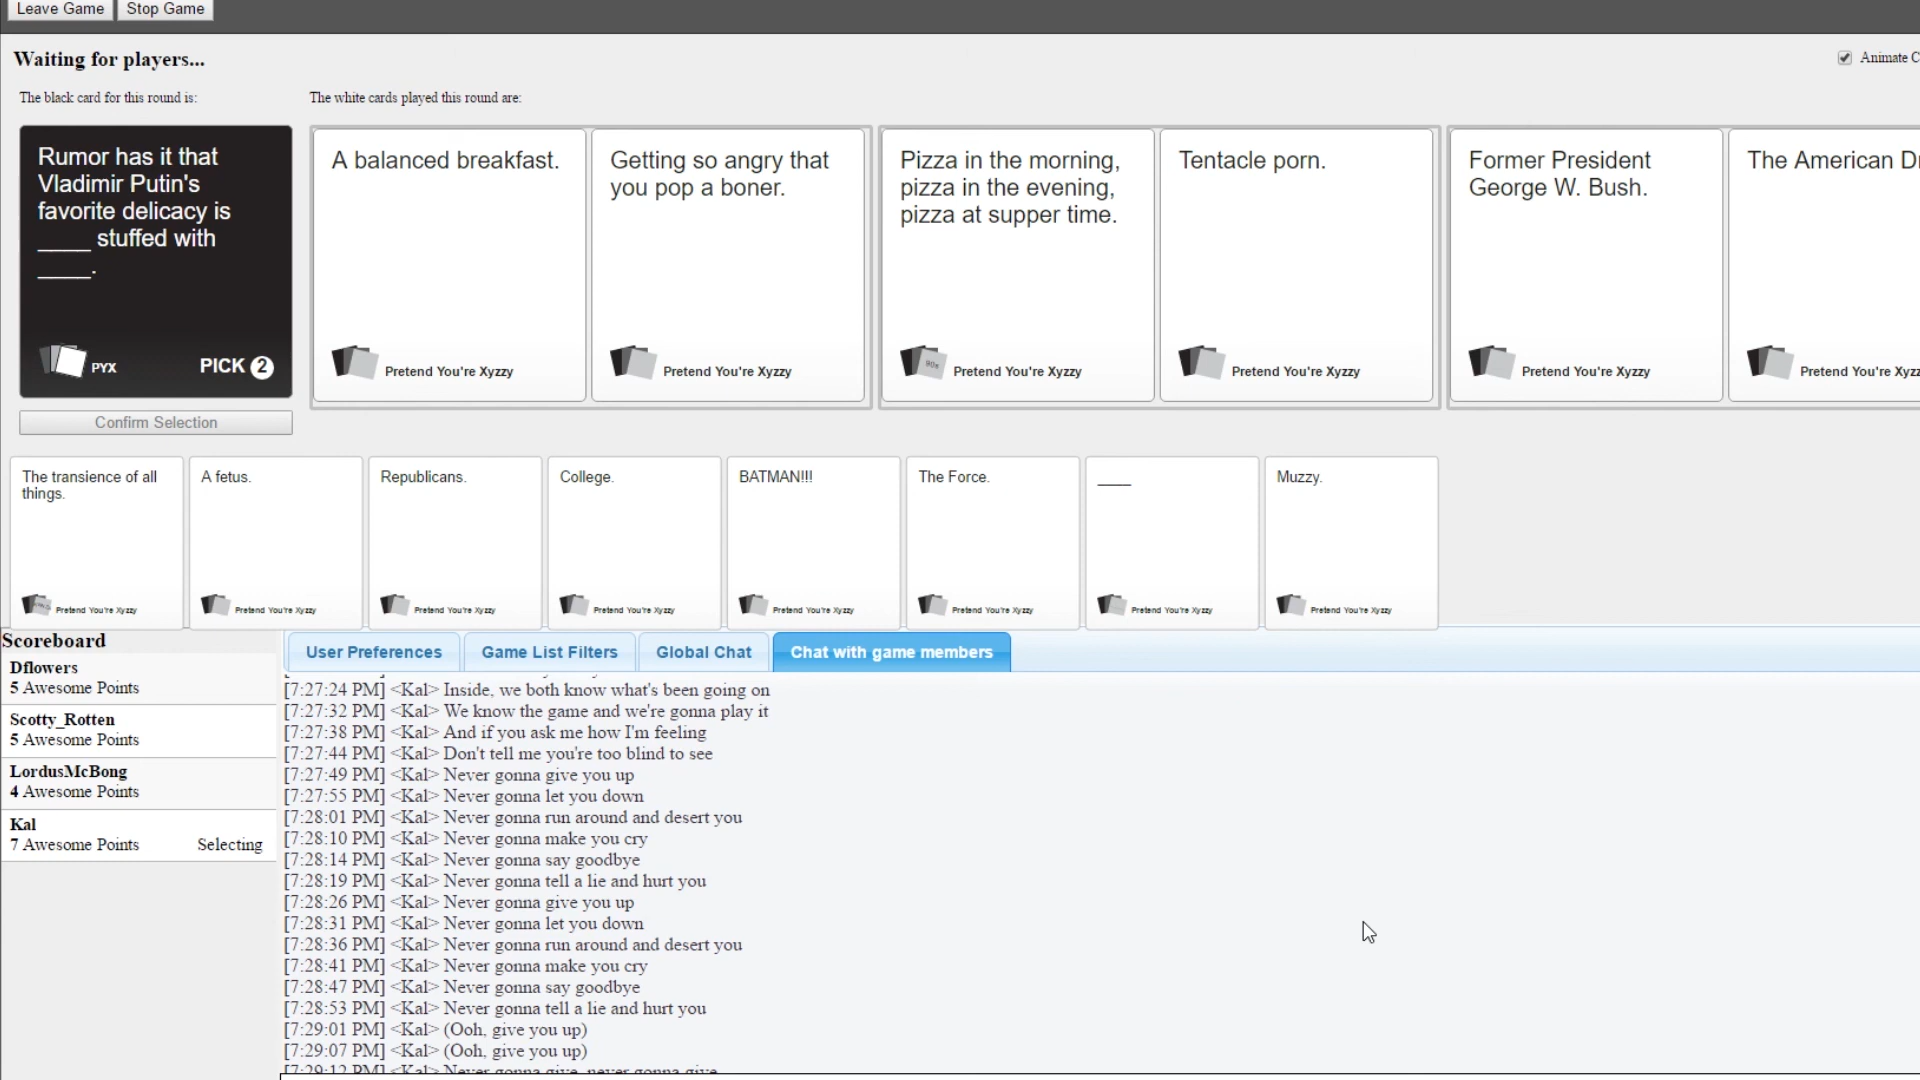 Leave Game Stop Game
Waiting for players...
Animate C
The black card for this round is:
The white cards played this round are:
Rumor has it that
Vladimir Putin's
favorite delicacy is
____ stuffed with
____.
PYX
PICK 2
Confirm Selection
A balanced breakfast.
Pretend You're Xyzzy
Getting so angry that
you pop a boner.
Pretend You're Xyzzy
Pizza in the morning,
pizza in the evening,
pizza at supper time.
Pretend You're Xyzzy
Tentacle porn.
Pretend You're Xyzzy
Former President
George W. Bush.
Pretend You're Xyzzy
The American D
Pretend You're Xyzz
The transience of all
things.
Pretend You're Xyzzy
A fetus.
Pretend You're Xyzzy
Republicans.
Pretend You're Xyzzy
College.
Pretend You're Xyzzy
BATMAN!!!
Pretend You're Xyzzy
The Force.
Pretend You're Xyzzy
____
Pretend You're Xyzzy
Muzzy.
Pretend You're Xyzzy
Scoreboard
Dflowers
5 Awesome Points
Scotty_Rotten
5 Awesome Points
LordusMcBong
4 Awesome Points
Kal
7 Awesome Points Selecting
User Preferences Game List Filters Global Chat Chat with game members
[7:27:24 PM] <Kal> Inside, we both know what's been going on
[7:27:32 PM] <Kal> We know the game and we're gonna play it
[7:27:38 PM] <Kal> And if you ask me how I'm feeling
[7:27:44 PM] <Kal> Don't tell me you're too blind to see
[7:27:49 PM] <Kal> Never gonna give you up
[7:27:55 PM] <Kal> Never gonna let you down
[7:28:01 PM] <Kal> Never gonna run around and desert you
[7:28:10 PM] <Kal> Never gonna make you cry
[7:28:14 PM] <Kal> Never gonna say goodbye
[7:28:19 PM] <Kal> Never gonna tell a lie and hurt you
[7:28:26 PM] <Kal> Never gonna give you up
[7:28:31 PM] <Kal> Never gonna let you down
[7:28:36 PM] <Kal> Never gonna run around and desert you
[7:28:41 PM] <Kal> Never gonna make you cry
[7:28:47 PM] <Kal> Never gonna say goodbye
[7:28:53 PM] <Kal> Never gonna tell a lie and hurt you
[7:29:01 PM] <Kal> (Ooh, give you up)
[7:29:07 PM] <Kal> (Ooh, give you up)
[7:29:12 PM] <Kal> Never gonna give, never gonna give